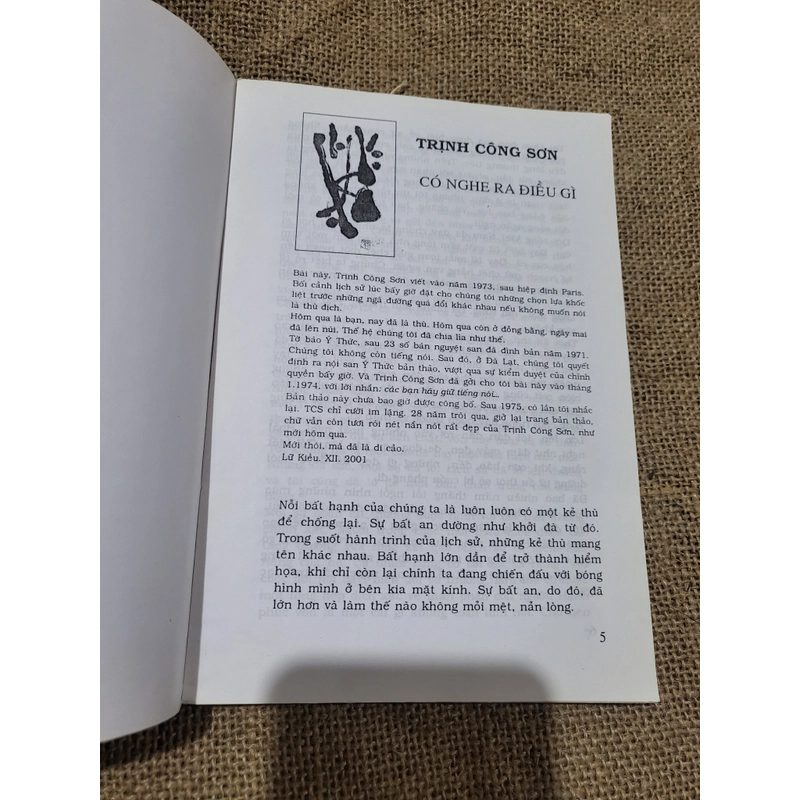 TRỊNH CÔNG SƠN
CÓ NGHE RA ĐIỀU GÌ
Bài này, Trịnh Công Sơn viết vào năm 1973, sau hiệp định Paris.
Bối cảnh lịch sử lúc bấy giờ đặt cho chúng tôi những chọn lựa khốc
liệt trước những ngã đường quá đổi khác nhau nếu không muốn nói
là thù địch.
Hôm qua là bạn, nay đã là thù. Hôm qua còn ở đồng bằng, ngày mai
đã lên núi. Thế hệ chúng tôi đã chia lìa như thế.
Tờ báo Ý Thức, sau 23 số bán nguyệt san đã đình bản năm 1971.
Chúng tôi không còn tiếng nói. Sau đó, ở Đà Lạt, chúng tôi quyết
định ra nội san Ý Thức bản thảo, vượt qua sự kiểm duyệt của chính
quyền bấy giờ. Và Trịnh Công Sơn đã gởi cho tôi bài này vào tháng
1.1974, với lời nhắn: các bạn hãy giữ tiếng nói...
Bản thảo này chưa bao giờ được công bố. Sau 1975, có lần tôi nhắc
lại. TCS chỉ cười im lặng. 28 năm trôi qua, giở lại trang bản thảo,
chữ vẫn còn tươi rói nét nắn nót rất đẹp của Trịnh Công Sơn, như
mới hôm qua.
Mới thôi, mà đã là di cảo.
Lữ Kiều. XII. 2001
Nỗi bất hạnh của chúng ta là luôn luôn có một kẻ thù
để chống lại. Sự bất an dường như khởi đà từ đó.
Trong suốt hành trình của lịch sử, những kẻ thù mang
tên khác nhau. Bất hạnh lớn dần để trở thành hiểm
họa, khi chỉ còn lại chính ta đang chiến đấu với bóng
hình mình ở bên kia mặt kính. Sự bất an, do đó, đã
lớn hơn và làm thế nào không mỏi mệt, nản lòng.
5